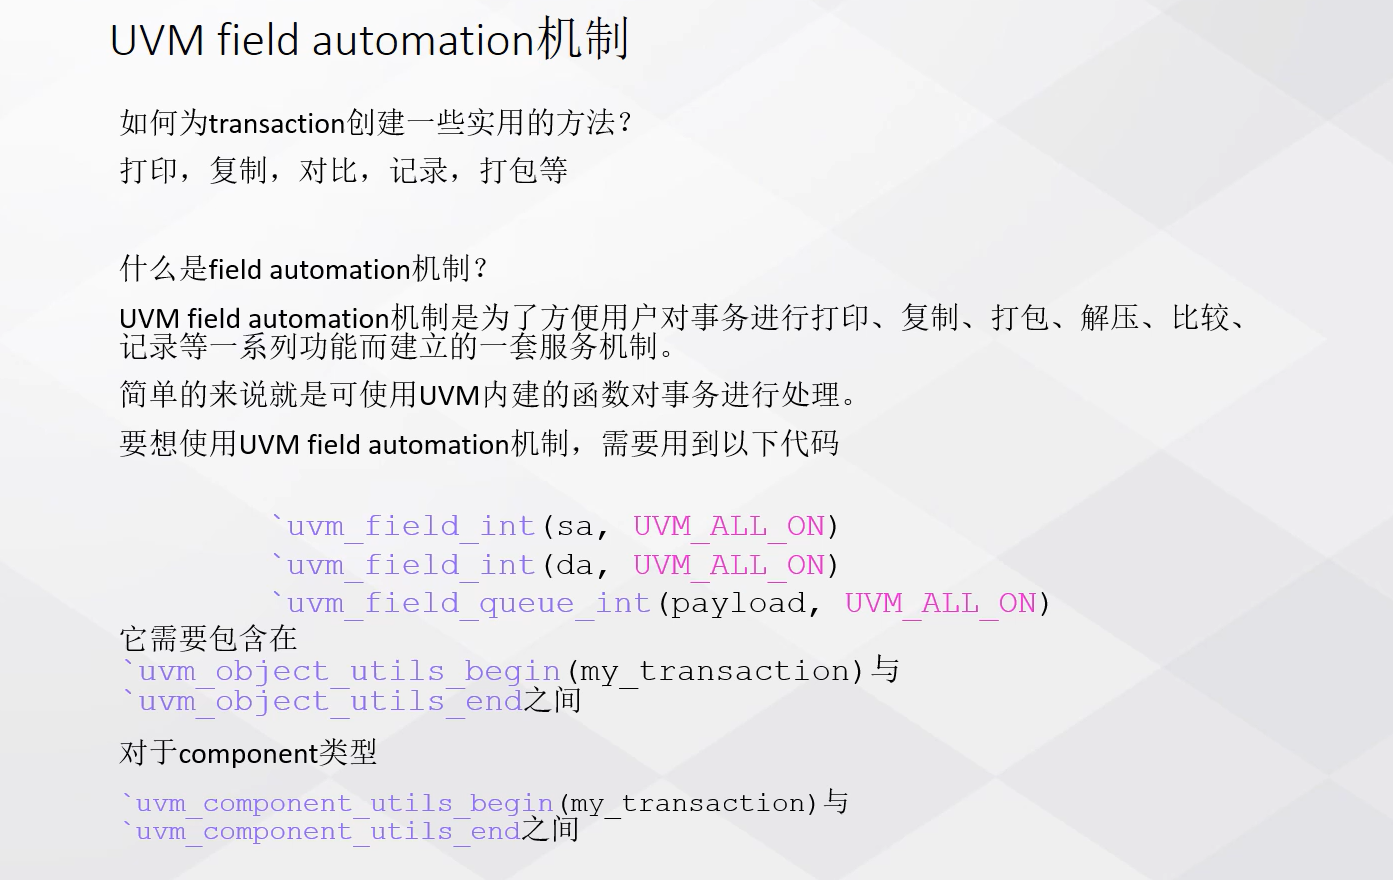 UVM field automation机制
如何为transaction创建一些实用的方法？
打印，复制，对比，记录，打包等
什么是field automation机制？
UVM field automation机制是为了方便用户对事务进行打印、复制、打包、解压、比较、
记录等一系列功能而建立的一套服务机制。
简单的来说就是可使用UVM内建的函数对事务进行处理。
要想使用UVM field automation机制，需要用到以下代码
`uvm_field_int(sa, UVM_ALL_ON)
`uvm_field_int(da, UVM_ALL_ON)
`uvm_field_queue_int(payload, UVM_ALL_ON)
它需要包含在
`uvm_object_utils_begin(my_transaction)与
`uvm_object_utils_end之间
对于component类型
`uvm_component_utils_begin(my_transaction)与
`uvm_component_utils_end之间